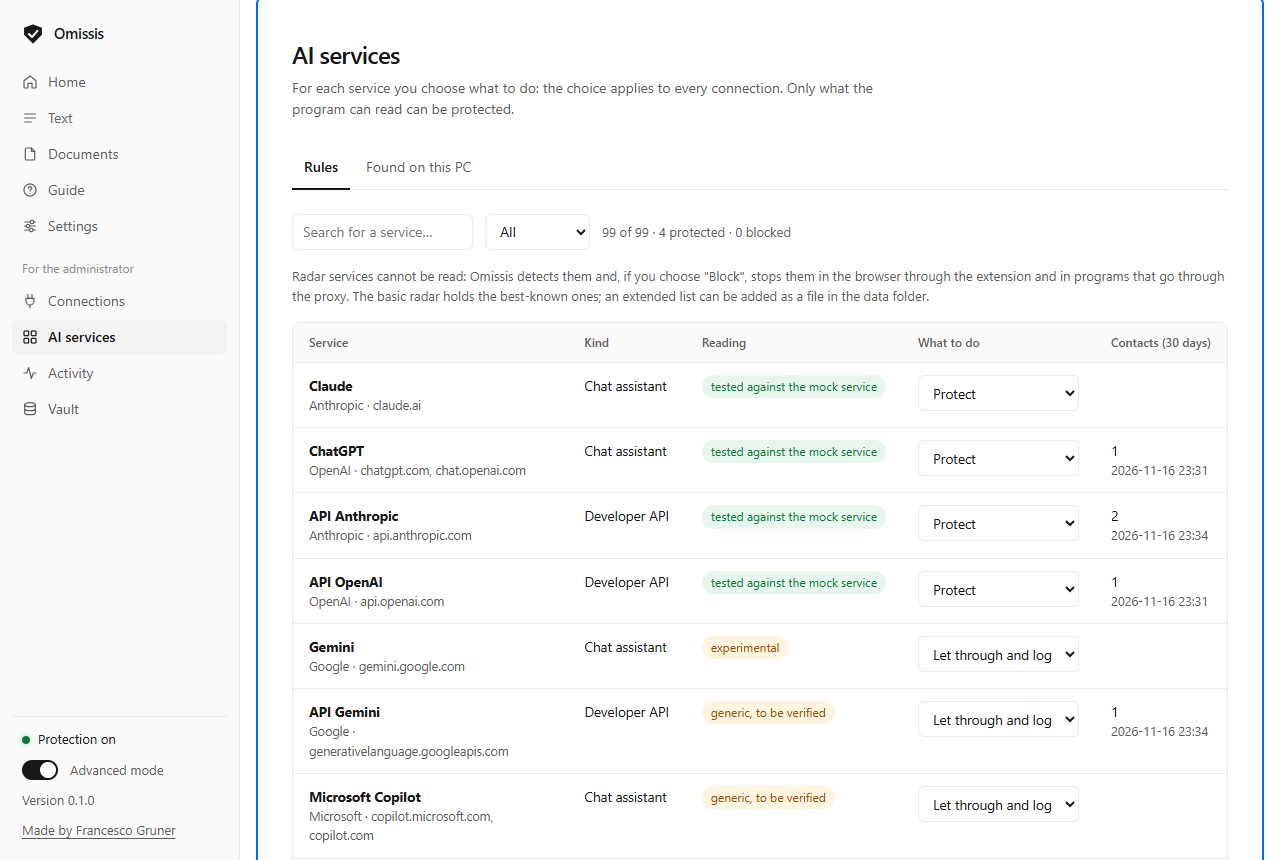 Omissis
Home
Text
Documents
Guide
Settings
For the administrator
Connections
AI services
Activity
Vault
Protection on
Advanced mode
Version 0.1.0
Made by Francesco Gruner
AI services
For each service you choose what to do: the choice applies to every connection. Only what the
program can read can be protected.
Rules
Found on this PC
Search for a service...
All
99 of 99 · 4 protected · 0 blocked
Radar services cannot be read: Omissis detects them and, if you choose "Block", stops them in the browser through the extension and in programs that go through
the proxy. The basic radar holds the best-known ones; an extended list can be added as a file in the data folder.
Service Kind Reading What to do Contacts (30 days)
Claude Chat assistant tested against the mock service Protect
Anthropic · claude.ai
ChatGPT Chat assistant tested against the mock service Protect 1
OpenAI · chatgpt.com, chat.openai.com 2026-11-16 23:31
API Anthropic Developer API tested against the mock service Protect 2
Anthropic · api.anthropic.com 2026-11-16 23:34
API OpenAI Developer API tested against the mock service Protect 1
OpenAI · api.openai.com 2026-11-16 23:31
Gemini Chat assistant experimental Let through and log
Google · gemini.google.com
API Gemini Developer API generic, to be verified Let through and log 1
Google · 2026-11-16 23:34
generativelanguage.googleapis.com
Microsoft Copilot Chat assistant generic, to be verified Let through and log
Microsoft · copilot.microsoft.com,
copilot.com